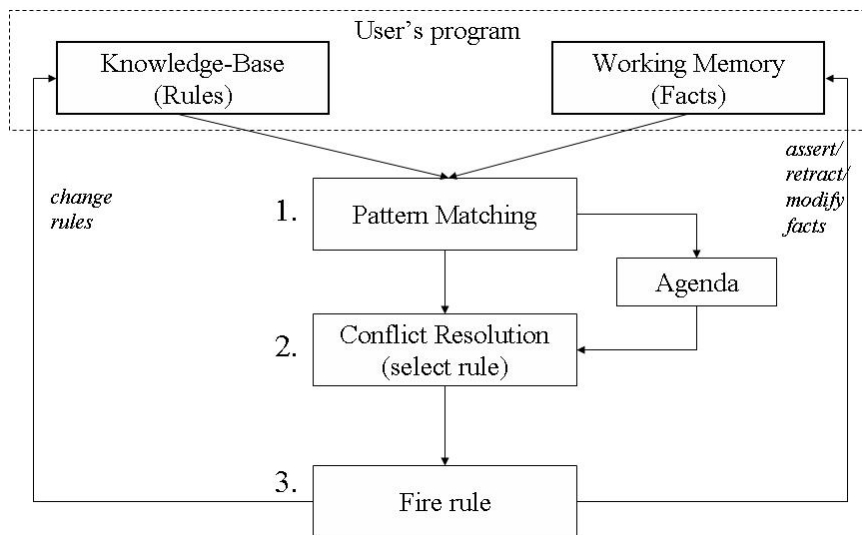 User's program
Knowledge-Base
(Rules)
Working Memory
(Facts)
change
rules
assert/
retract/
modify
facts
1.
Pattern Matching
Agenda
2.
Conflict Resolution
(select rule)
3.
Fire rule